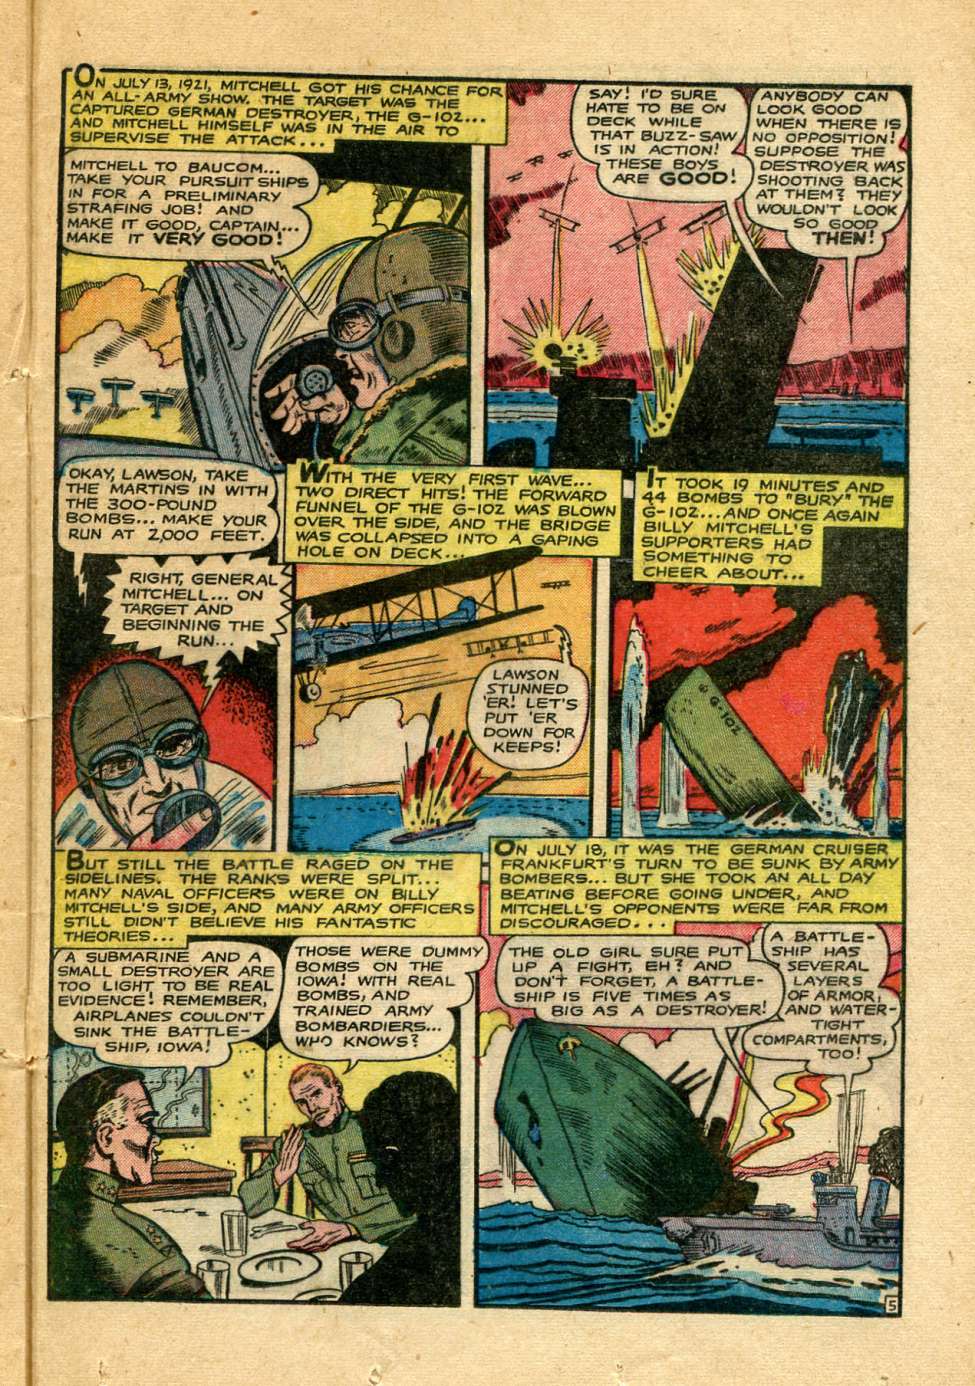 ON JULY 13, 1921, MITCHELL GOT HIS CHANCE FOR
AN ALL-ARMY SHOW. THE TARGET WAS THE
CAPTURED GERMAN DESTROYER, THE G-102...
AND MITCHELL HIMSELF WAS IN THE AIR TO
SUPERVISE THE ATTACK...
MITCHELL TO BAUCOM...
TAKE YOUR PURSUIT SHIPS
IN FOR A PRELIMINARY
STRAFING JOB! AND
MAKE IT GOOD, CAPTAIN...
MAKE IT VERY GOOD!
SAY! I'D SURE
HATE TO BE ON
DECK WHILE
THAT BUZZ-SAW
IS IN ACTION!
THESE BOYS
ARE GOOD!
ANYBODY CAN
LOOK GOOD
WHEN THERE IS
NO OPPOSITION!
SUPPOSE THE
DESTROYER WAS
SHOOTING BACK
AT THEM? THEY
WOULDN'T LOOK
SO GOOD
THEN!
OKAY, LAWSON, TAKE
THE MARTINS IN WITH
THE 300-POUND
BOMBS... MAKE YOUR
RUN AT 2,000 FEET.
RIGHT, GENERAL
MITCHELL... ON
TARGET AND
BEGINNING THE
RUN...
WITH THE VERY FIRST WAVE...
TWO DIRECT HITS! THE FORWARD
FUNNEL OF THE G-102 WAS BLOWN
OVER THE SIDE, AND THE BRIDGE
WAS COLLAPSED INTO A GAPING
HOLE ON DECK...
LAWSON
STUNNED
'ER! LET'S
PUT 'ER
DOWN FOR
KEEPS!
IT TOOK 19 MINUTES AND
44 BOMBS TO "BURY" THE
G-102...AND ONCE AGAIN
BILLY MITCHELL'S
SUPPORTERS HAD
SOMETHING TO
CHEER ABOUT...
G-102
BUT STILL THE BATTLE RAGED ON THE
SIDELINES. THE RANKS WERE SPLIT...
MANY NAVAL OFFICERS WERE ON BILLY
MITCHELL'S SIDE, AND MANY ARMY OFFICERS
STILL DIDN'T BELIEVE HIS FANTASTIC
THEORIES...
A SUBMARINE AND A
SMALL DESTROYER ARE
TOO LIGHT TO BE REAL
EVIDENCE! REMEMBER,
AIRPLANES COULDN'T
SINK THE BATTLE-
SHIP, IOWA!
THOSE WERE DUMMY
BOMBS ON THE
IOWA! WITH REAL
BOMBS, AND
TRAINED ARMY
BOMBARDIERS...
WHO KNOWS?
ON JULY 18, IT WAS THE GERMAN CRUISER
FRANKFURT'S TURN TO BE SUNK BY ARMY
BOMBERS... BUT SHE TOOK AN ALL DAY
BEATING BEFORE GOING UNDER, AND
MITCHELL'S OPPONENTS WERE FAR FROM
DISCOURAGED...
THE OLD GIRL SURE PUT
UP A FIGHT, EH? AND
DON'T FORGET, A BATTLE-
SHIP IS FIVE TIMES AS
BIG AS A DESTROYER!
A BATTLE-
SHIP HAS
SEVERAL
LAYERS
OF ARMOR,
AND WATER-
TIGHT
COMPARTMENTS,
TOO!
5